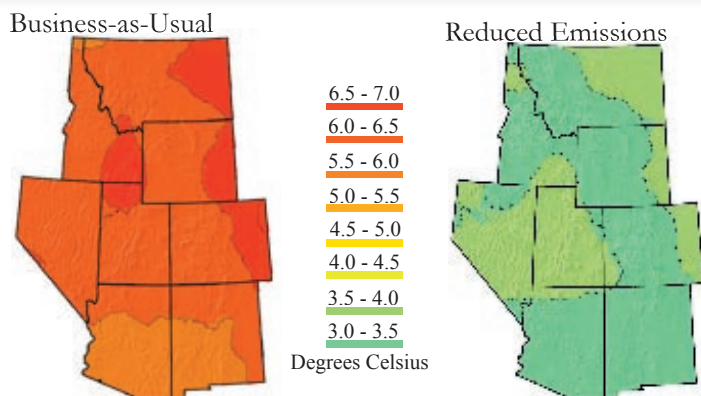 Business-as-Usual
Reduced Emissions
6.5 - 7.0
6.0 - 6.5
5.5 - 6.0
5.0 - 5.5
4.5 - 5.0
4.0 - 4.5
3.5 - 4.0
3.0 - 3.5
Degrees Celsius